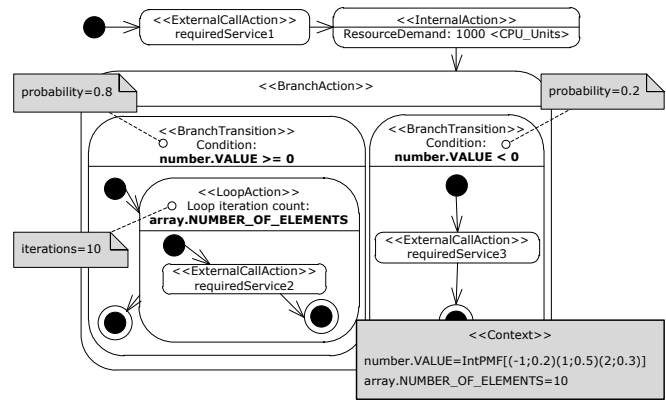 <<ExternalCallAction>>
requiredService1
<<InternalAction>>
ResourceDemand: 1000 <CPU_Units>
<<BranchAction>>
probability=0.8
probability=0.2
<<BranchTransition>>
Condition:
number.VALUE >= 0
<<BranchTransition>>
Condition:
number.VALUE < 0
<<LoopAction>>
Loop iteration count:
array.NUMBER_OF_ELEMENTS
iterations=10
<<ExternalCallAction>>
requiredService2
<<ExternalCallAction>>
requiredService3
<<Context>>
number.VALUE=IntPMF[(-1;0.2)(1;0.5)(2;0.3)]
array.NUMBER_OF_ELEMENTS=10